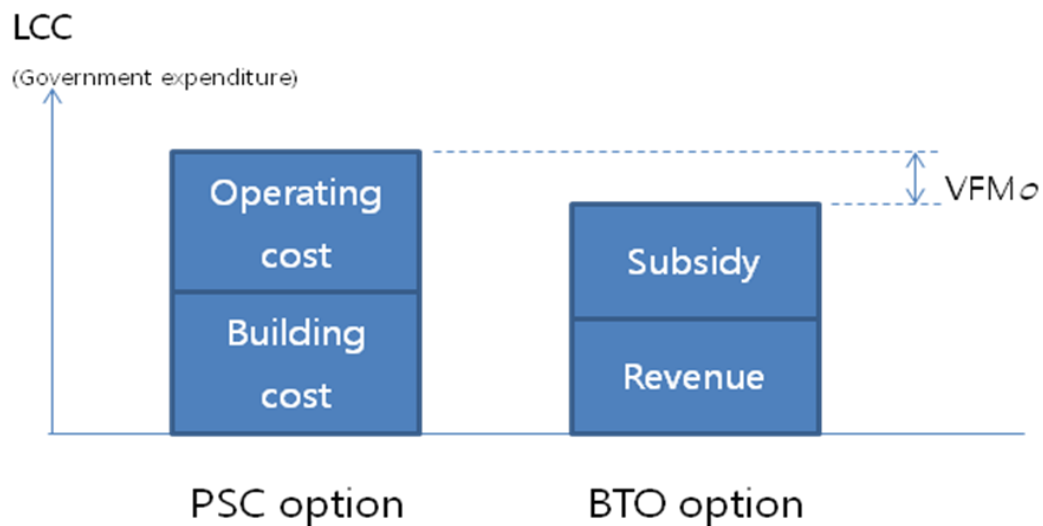 LCC
(Government expenditure)
Operating
cost
Building
cost
Subsidy
Revenue
VFMo
PSC option
BTO option